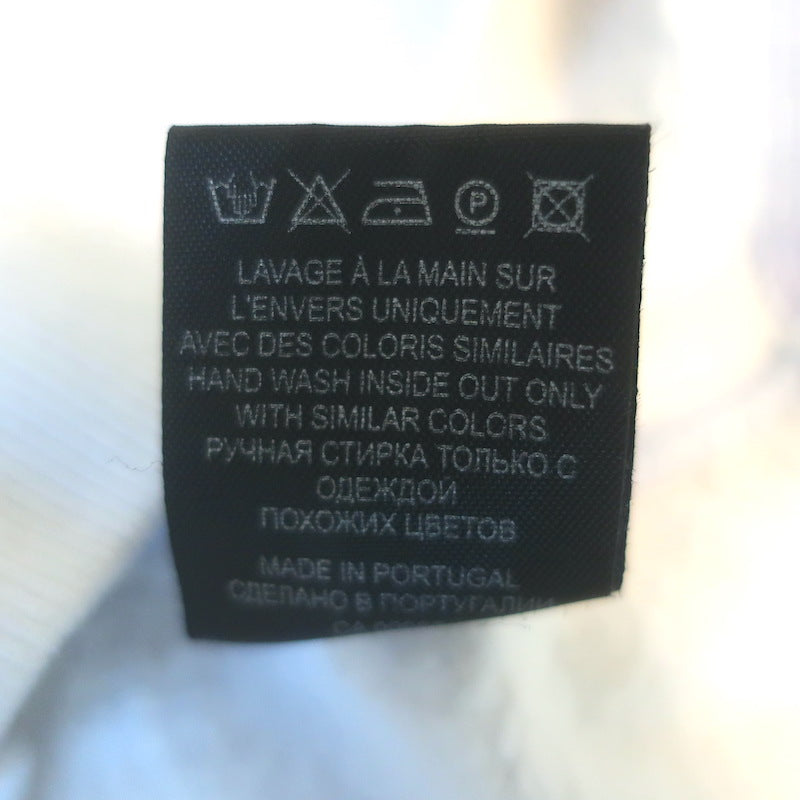 P
LAVAGE À LA MAIN SUR
L'ENVERS UNIQUEMENT
AVEC DES COLORIS SIMILAIRES
HAND WASH INSIDE OUT ONLY
WITH SIMILAR COLORS
РУЧНАЯ СТИРКА ТОЛЬКО С
ОДЕЖДОЙ
ПОХОЖИХ ЦВЕТОВ
MADE IN PORTUGAL
СДЕЛАНО В ПОРТУГАЛИИ